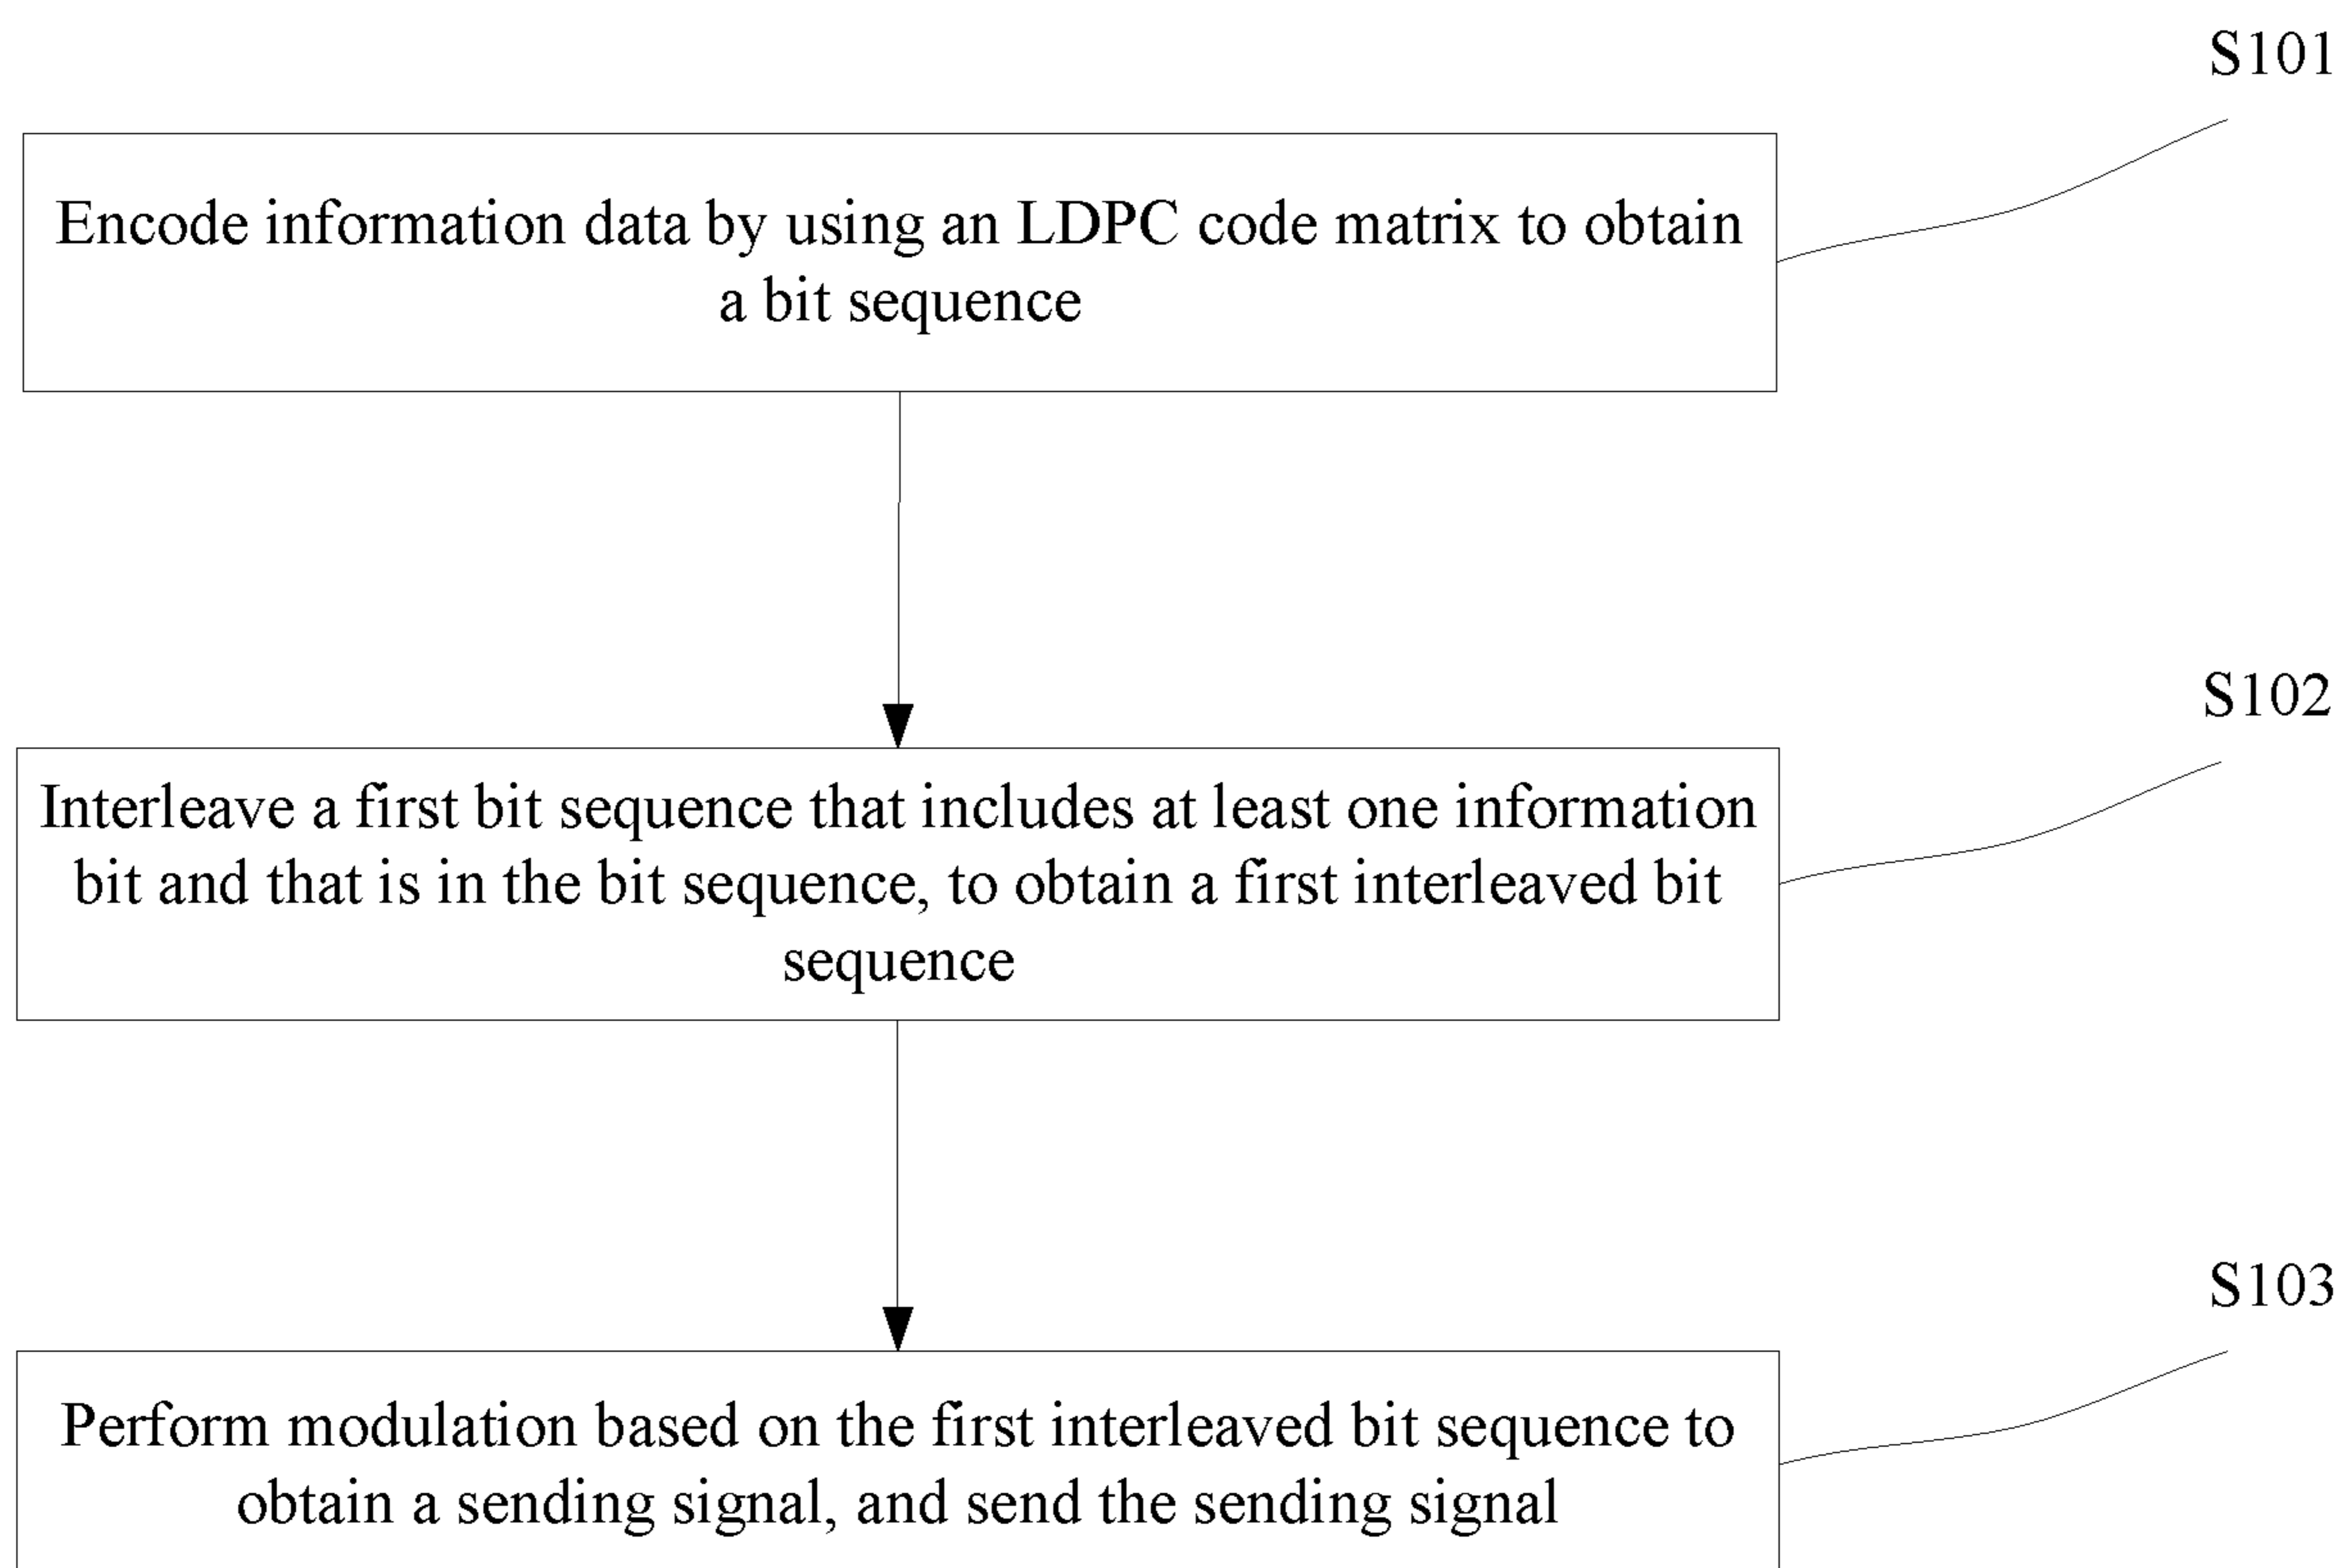 S101
Encode information data by using an LDPC code matrix to obtain
a bit sequence
S102
Interleave a first bit sequence that includes at least one information
bit and that is in the bit sequence, to obtain a first interleaved bit
sequence
S103
Perform modulation based on the first interleaved bit sequence to
obtain a sending signal, and send the sending signal